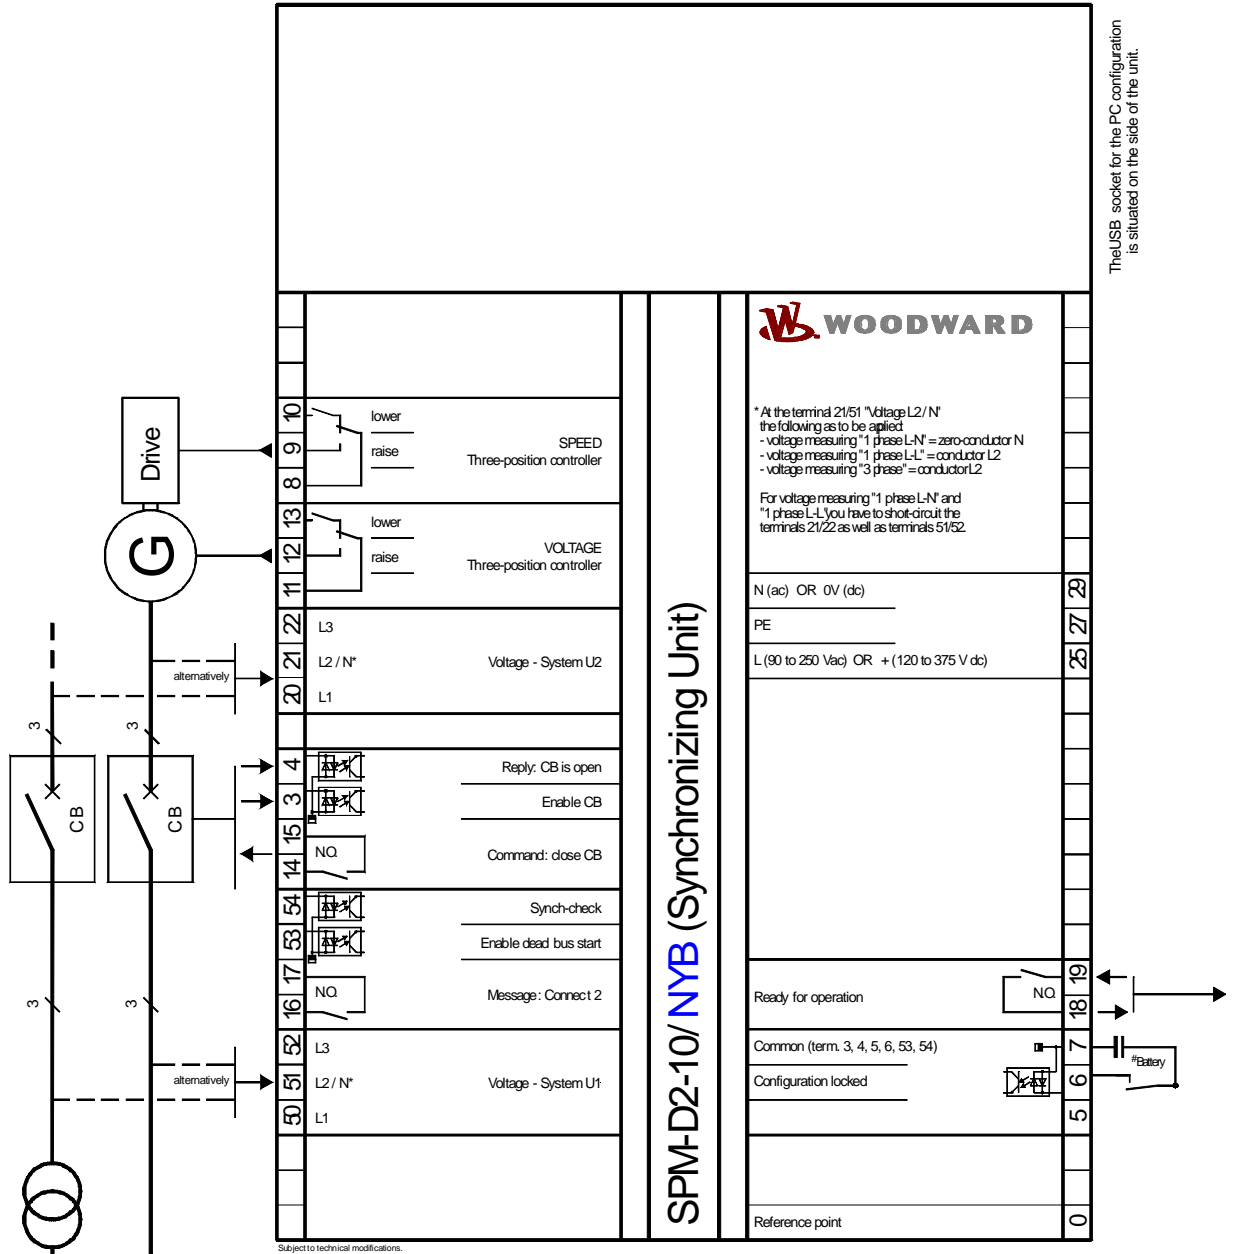 TheUSB socket for the PC configuration
is situated on the side of the unit.
WOODWARD
* At the terminal 21/51 "Voltage L2 / N"
the following as to be applied:
- voltage measuring "1 phase L-N" = zero-conductor N
- voltage measuring "1 phase L-L" = conductor L2
- voltage measuring "3 phase" = conductor L2
For voltage measuring "1 phase L-N" and
"1 phase L-L" you have to short-circuit the
terminals 21/22 as well as terminals 51/52.
Drive
G
10
lower
9
raise
8
SPEED
Three-position controller
13
lower
12
raise
11
VOLTAGE
Three-position controller
22
L3
21
L2 / N*
20
L1
Voltage - System U2
alternatively
3
3
CB
CB
4
Reply: CB is open
3
Enable CB
15
N.O.
14
Command: close CB
54
Synch-check
53
Enable dead bus start
17
N.O.
16
Message: Connect 2
3
3
52
L3
51
L2 / N*
50
L1
Voltage - System U1
alternatively
SPM-D2-10/ NYB (Synchronizing Unit)
N (ac) OR 0V (dc)
29
PE
27
L (90 to 250 Vac) OR + (120 to 375 V dc)
25
Ready for operation
N.O.
19
18
Common (term. 3, 4, 5, 6, 53, 54)
7
Configuration locked
6
5
#Battery
Reference point
0
Subject to technical modifications.